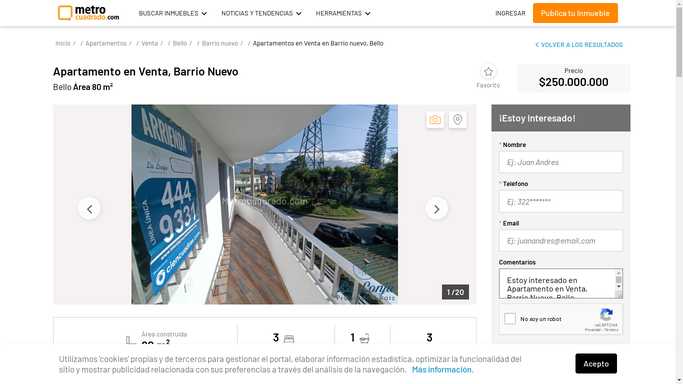 metro
cuadrado.com
BUSCAR INMUEBLES
NOTICIAS Y TENDENCIAS
HERRAMIENTAS
INGRESAR
Publica tu Inmueble
Inicio / / Apartamentos / / Venta / / Bello / / Barrio nuevo / / Apartamentos en Venta en Barrio nuevo, Bello
VOLVER A LOS RESULTADOS
Apartamento en Venta, Barrio Nuevo
Bello Área 80 m²
Favorito
Precio
$250.000.000
ARRIENDA
444
9331
LÍNEA ÚNICA
1 / 20
¡Estoy Interesado!
* Nombre
Ej: Juan Andres
* Teléfono
Ej: 322*******
* Email
Ej: juanandres@email.com
Comentarios
Estoy interesado en
Apartamento en Venta,
Barrio Nuevo, Bello
No soy un robot
reCAPTCHA
Privacidad - Términos
Área construida
80 m²
3
1
3
Utilizamos 'cookies' propias y de terceros para gestionar el portal, elaborar información estadística, optimizar la funcionalidad del
sitio y mostrar publicidad relacionada con sus preferencias a través del análisis de la navegación. Más información.
Acepto